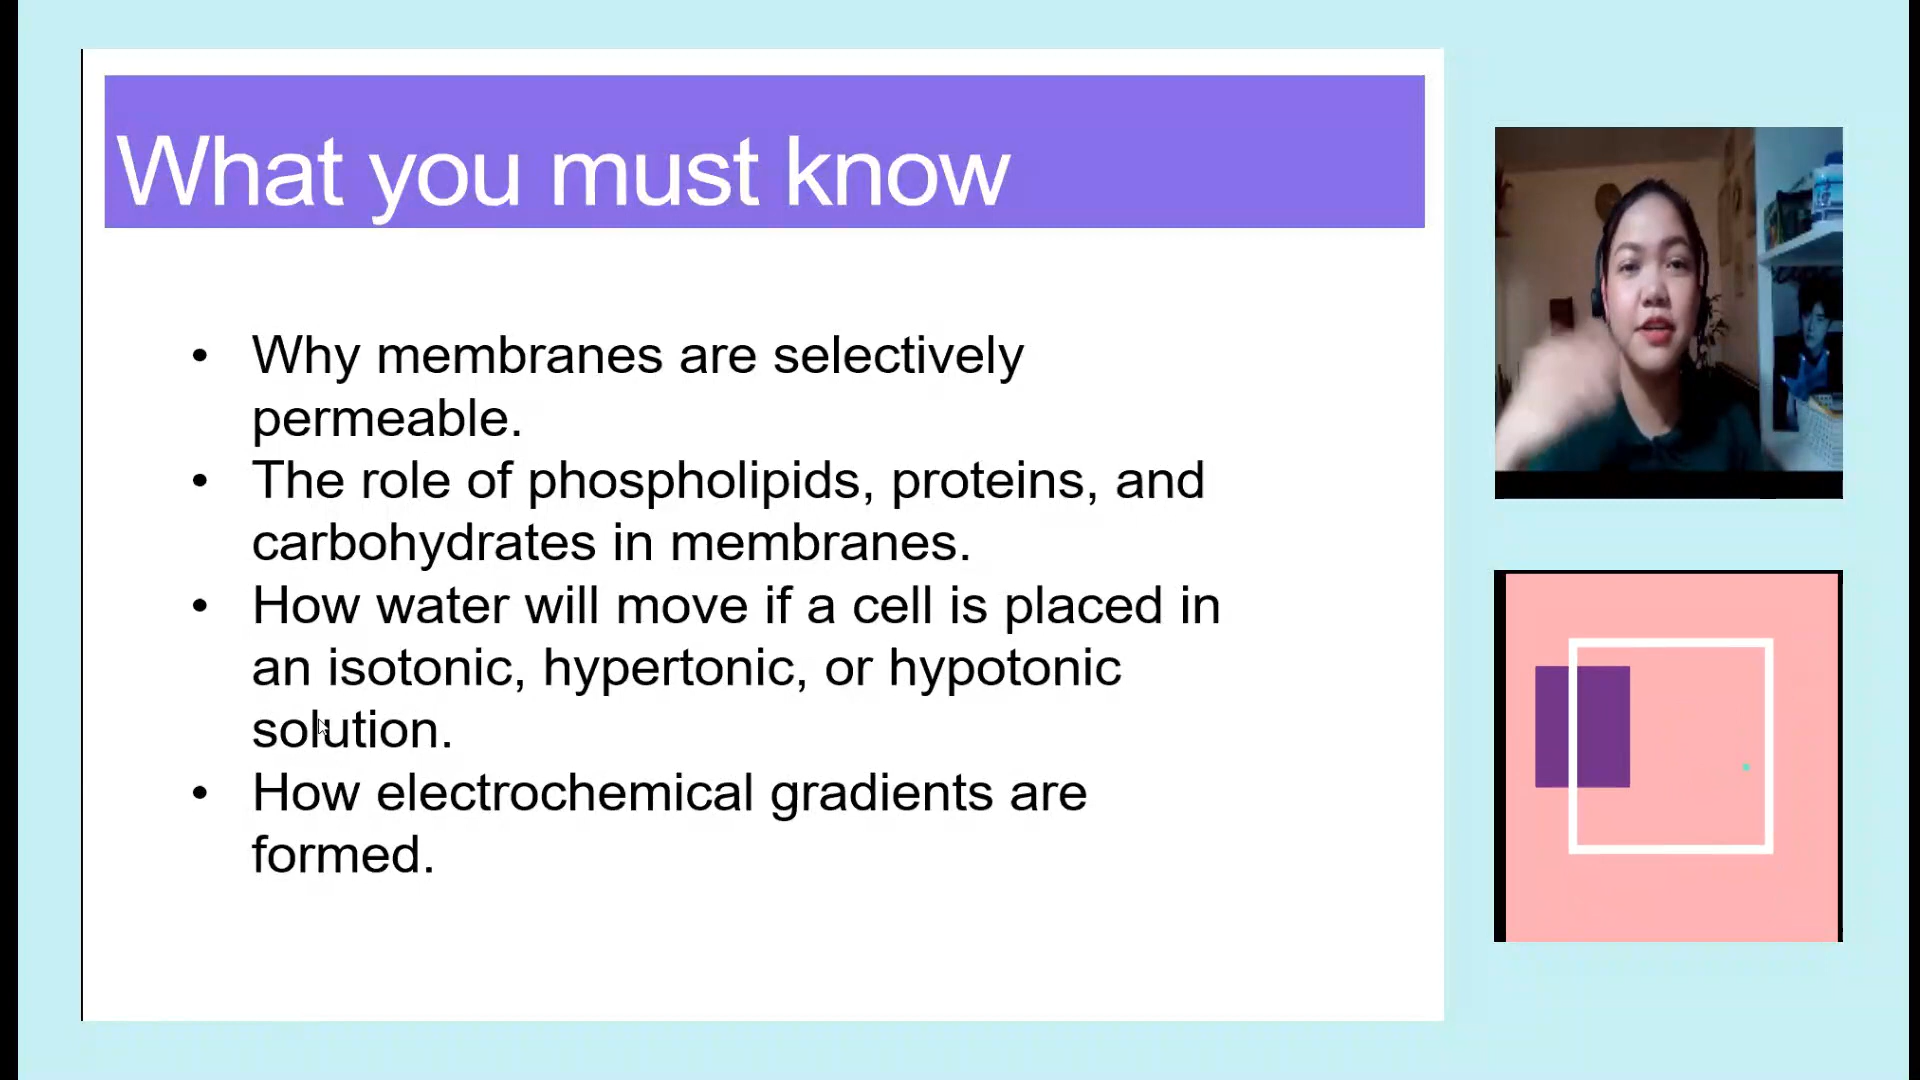 What you must know
• Why membranes are selectively
permeable.
• The role of phospholipids, proteins, and
carbohydrates in membranes.
• How water will move if a cell is placed in
an isotonic, hypertonic, or hypotonic
solution.
• How electrochemical gradients are
formed.